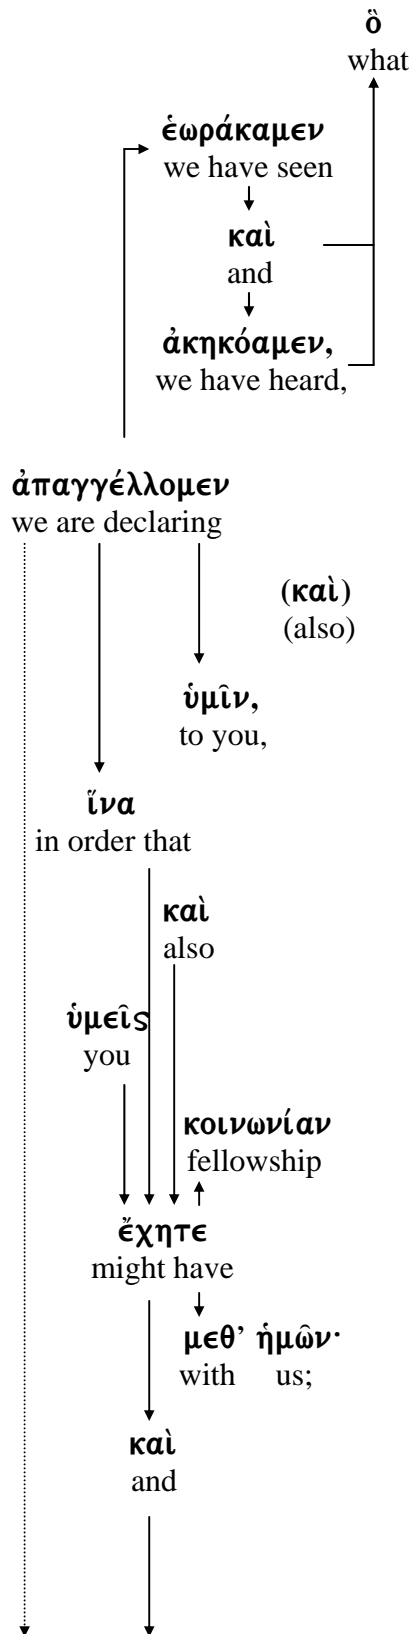 ὃ
what
ἑωράκαμεν
we have seen
καὶ
and
ἀκηκόαμεν,
we have heard,
ἀπαγγέλλομεν
we are declaring
(καὶ)
(also)
ὑμῖν,
to you,
ἵνα
in order that
καὶ
also
ὑμεῖς
you
κοινωνίαν
fellowship
ἔχητε
might have
μεθ’ ἡμῶν·
with us;
καὶ
and